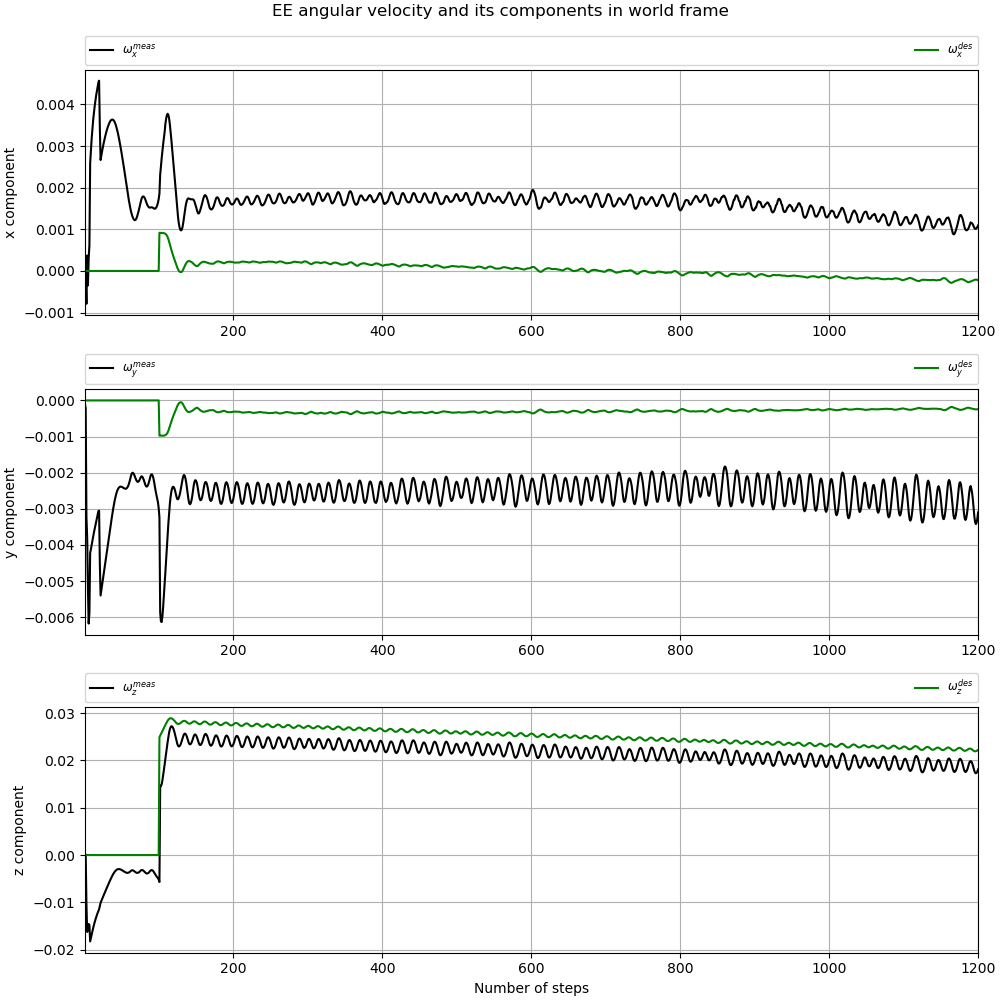 EE angular velocity and its components in world frame
ω_x^meas ω_x^des
0.004
0.003
0.002
0.001
0.000
−0.001
x component
200 400 600 800 1000 1200
ω_y^meas ω_y^des
0.000
−0.001
−0.002
−0.003
−0.004
−0.005
−0.006
y component
200 400 600 800 1000 1200
ω_z^meas ω_z^des
0.03
0.02
0.01
0.00
−0.01
−0.02
z component
200 400 600 800 1000 1200
Number of steps